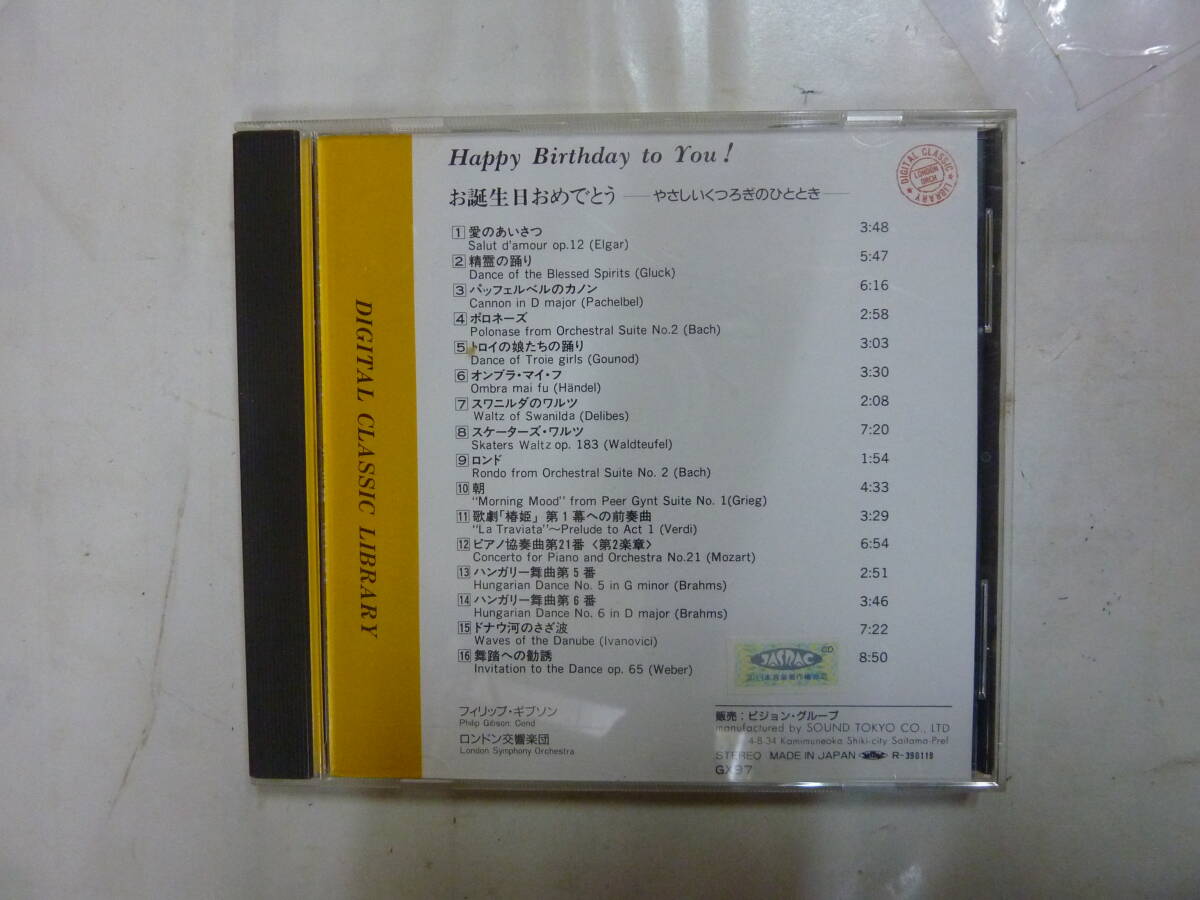 Happy Birthday to You!
お誕生日おめでとう ―やさしいくつろぎのひととき―
DIGITAL CLASSIC LIBRARY
LONDON ORCH
1 愛のあいさつ 3:48
Salut d'amour op.12 (Elgar)
2 精霊の踊り 5:47
Dance of the Blessed Spirits (Gluck)
3 パッフェルベルのカノン 6:16
Cannon in D major (Pachelbel)
4 ポロネーズ 2:58
Polonase from Orchestral Suite No.2 (Bach)
5 トロイの娘たちの踊り 3:03
Dance of Troie girls (Gounod)
6 オンブラ・マイ・フ 3:30
Ombra mai fu (Händel)
7 スワニルダのワルツ 2:08
Waltz of Swanilda (Delibes)
8 スケーターズ・ワルツ 7:20
Skaters Waltz op. 183 (Waldteufel)
9 ロンド 1:54
Rondo from Orchestral Suite No. 2 (Bach)
10 朝 4:33
"Morning Mood" from Peer Gynt Suite No. 1(Grieg)
11 歌劇「椿姫」第1幕への前奏曲 3:29
"La Traviata"〜Prelude to Act 1 (Verdi)
12 ピアノ協奏曲第21番〈第2楽章〉 6:54
Concerto for Piano and Orchestra No.21 (Mozart)
13 ハンガリー舞曲第5番 2:51
Hungarian Dance No. 5 in G minor (Brahms)
14 ハンガリー舞曲第6番 3:46
Hungarian Dance No. 6 in D major (Brahms)
15 ドナウ河のさざ波 7:22
Waves of the Danube (Ivanovici)
16 舞踏への勧誘 8:50
Invitation to the Dance op. 65 (Weber)
JASRAC CD
フィリップ・ギブソン
Philip Gibson: Cond
ロンドン交響楽団
London Symphony Orchestra
販売：ビジョン・グループ
manufactured by SOUND TOKYO CO., LTD
4-8-34 Kamimuneoka Shiki-city Saitama-Pref
STEREO MADE IN JAPAN R-390119
GX97
DIGITAL CLASSIC LIBRARY